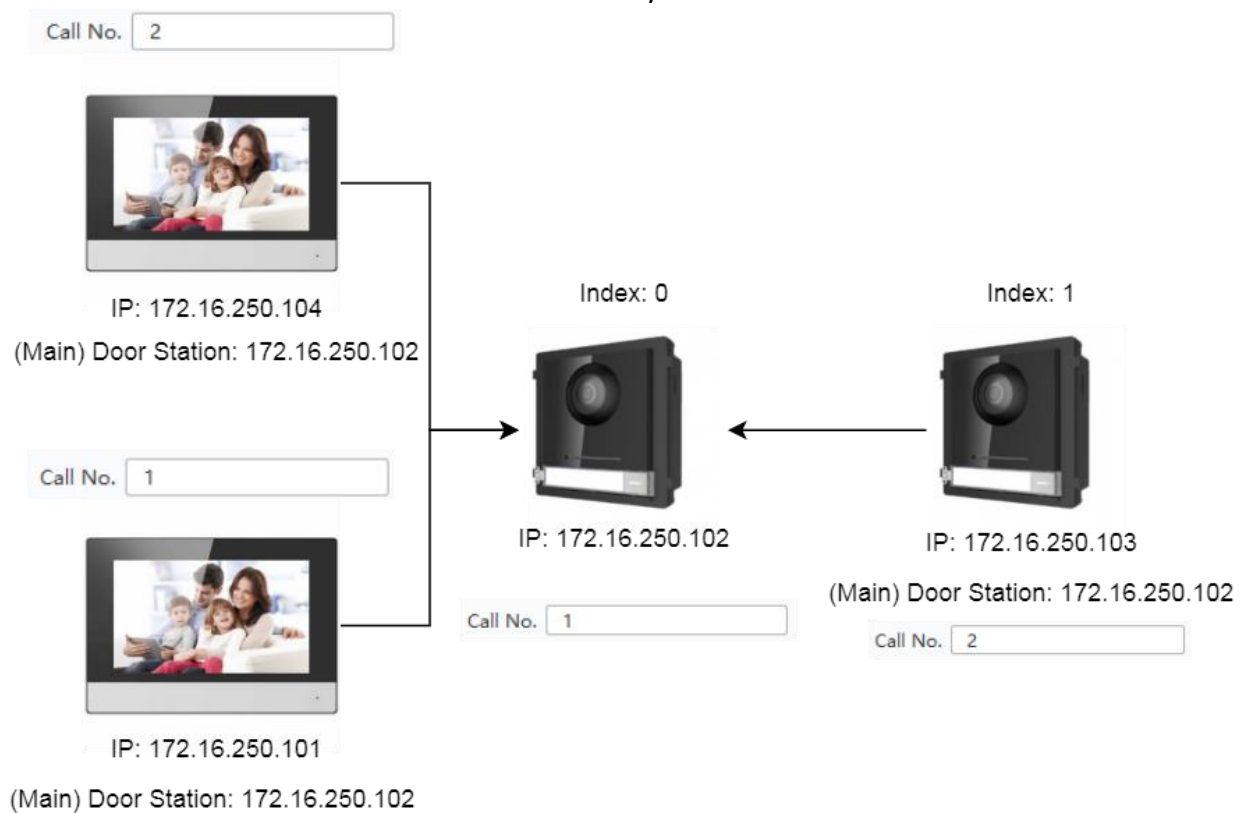 Call No. 2
IP: 172.16.250.104
(Main) Door Station: 172.16.250.102
Call No. 1
IP: 172.16.250.101
(Main) Door Station: 172.16.250.102
Index: 0
IP: 172.16.250.102
Call No. 1
Index: 1
IP: 172.16.250.103
(Main) Door Station: 172.16.250.102
Call No. 2